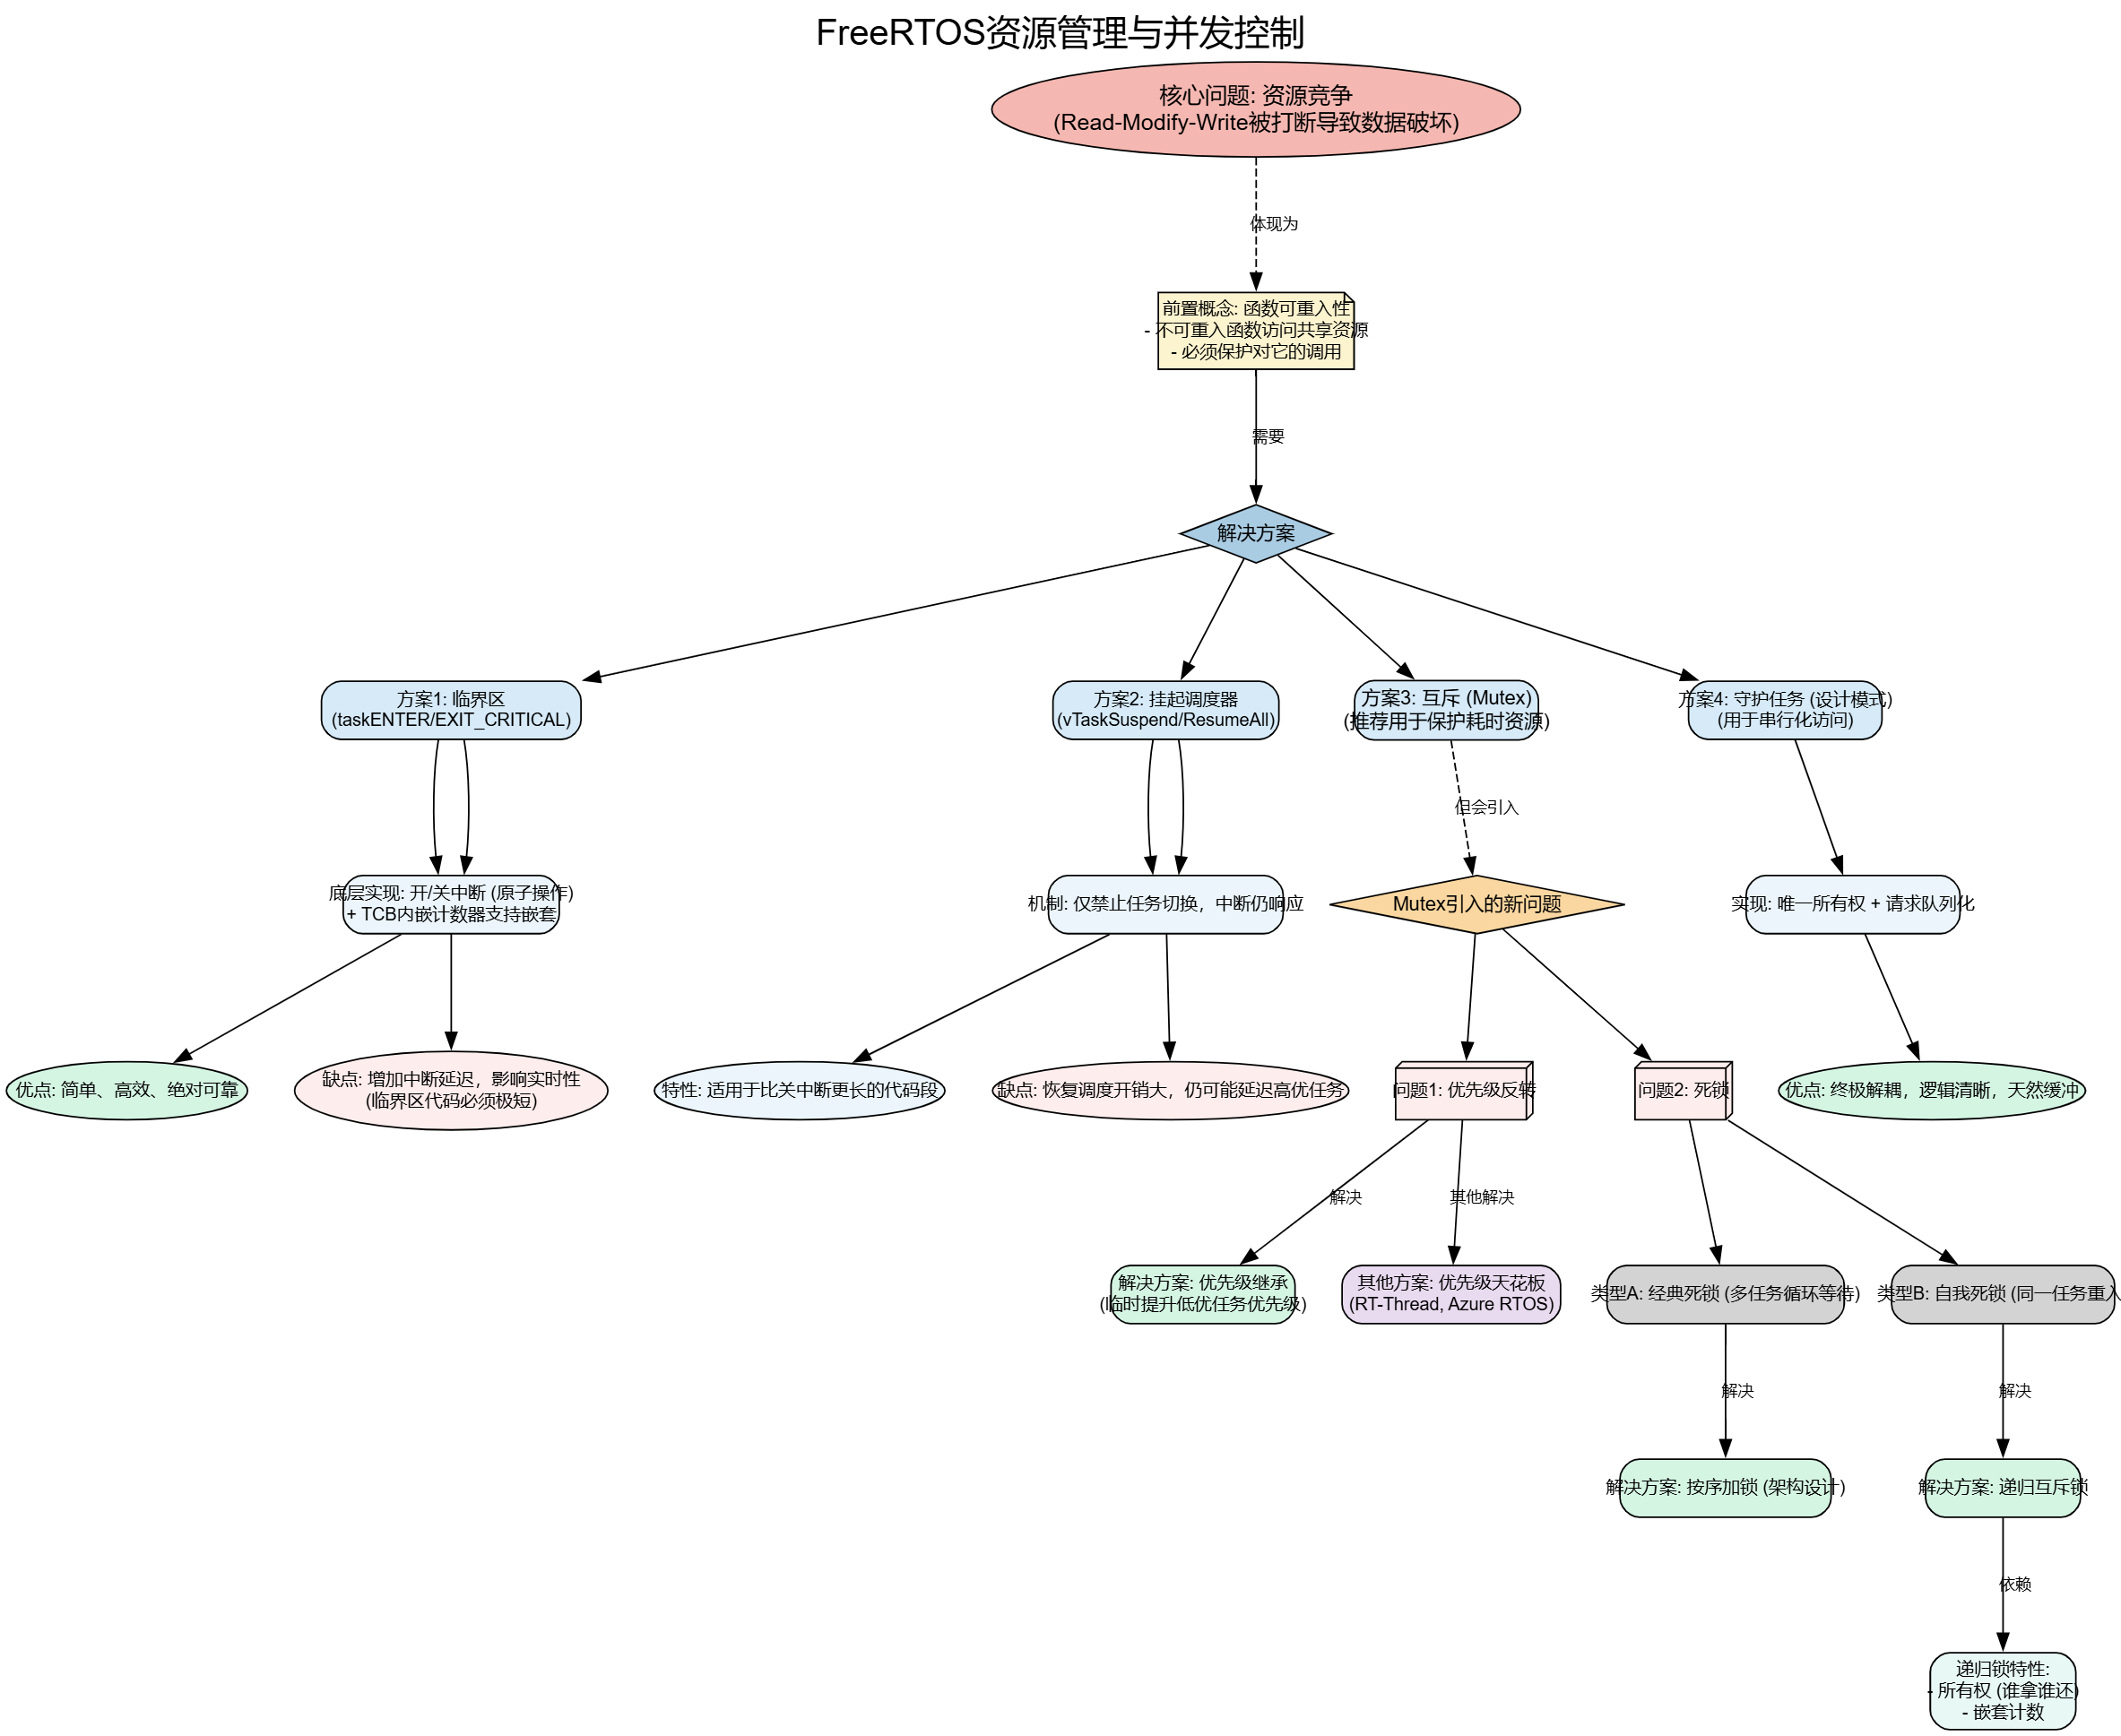 FreeRTOS资源管理与并发控制
核心问题: 资源竞争
(Read-Modify-Write被打断导致数据破坏)
体现为
前置概念: 函数可重入性
- 不可重入函数访问共享资源
- 必须保护对它的调用
需要
解决方案
方案1: 临界区
(taskENTER/EXIT_CRITICAL)
方案2: 挂起调度器
(vTaskSuspend/ResumeAll)
方案3: 互斥 (Mutex)
(推荐用于保护耗时资源)
方案4: 守护任务 (设计模式)
(用于串行化访问)
但会引入
底层实现: 开/关中断 (原子操作)
+ TCB内嵌计数器支持嵌套
机制: 仅禁止任务切换，中断仍响应
Mutex引入的新问题
实现: 唯一所有权 + 请求队列化
优点: 简单、高效、绝对可靠
缺点: 增加中断延迟，影响实时性
(临界区代码必须极短)
特性: 适用于比关中断更长的代码段
缺点: 恢复调度开销大，仍可能延迟高优任务
问题1: 优先级反转
问题2: 死锁
优点: 终极解耦，逻辑清晰，天然缓冲
解决
其他解决
解决方案: 优先级继承
(临时提升低优任务优先级)
其他方案: 优先级天花板
(RT-Thread, Azure RTOS)
类型A: 经典死锁 (多任务循环等待)
类型B: 自我死锁 (同一任务重入
解决
解决
解决方案: 按序加锁 (架构设计)
解决方案: 递归互斥锁
依赖
递归锁特性:
- 所有权 (谁拿谁还)
- 嵌套计数